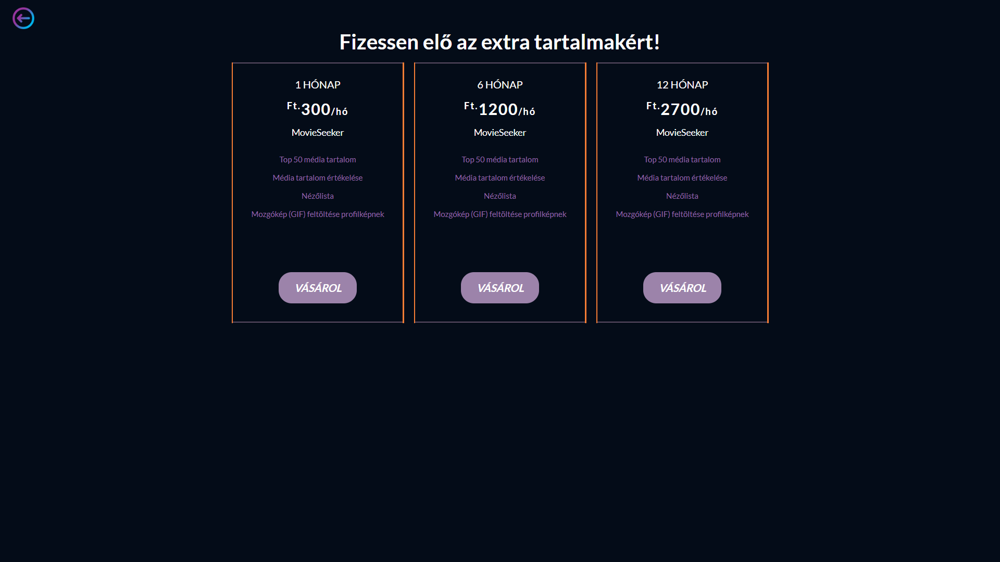 Fizessen elő az extra tartalmakért!
1 HÓNAP
Ft.300/hó
MovieSeeker
Top 50 média tartalom
Média tartalom értékelése
Nézőlista
Mozgókép (GIF) feltöltése profilképnek
VÁSÁROL
6 HÓNAP
Ft.1200/hó
MovieSeeker
Top 50 média tartalom
Média tartalom értékelése
Nézőlista
Mozgókép (GIF) feltöltése profilképnek
VÁSÁROL
12 HÓNAP
Ft.2700/hó
MovieSeeker
Top 50 média tartalom
Média tartalom értékelése
Nézőlista
Mozgókép (GIF) feltöltése profilképnek
VÁSÁROL